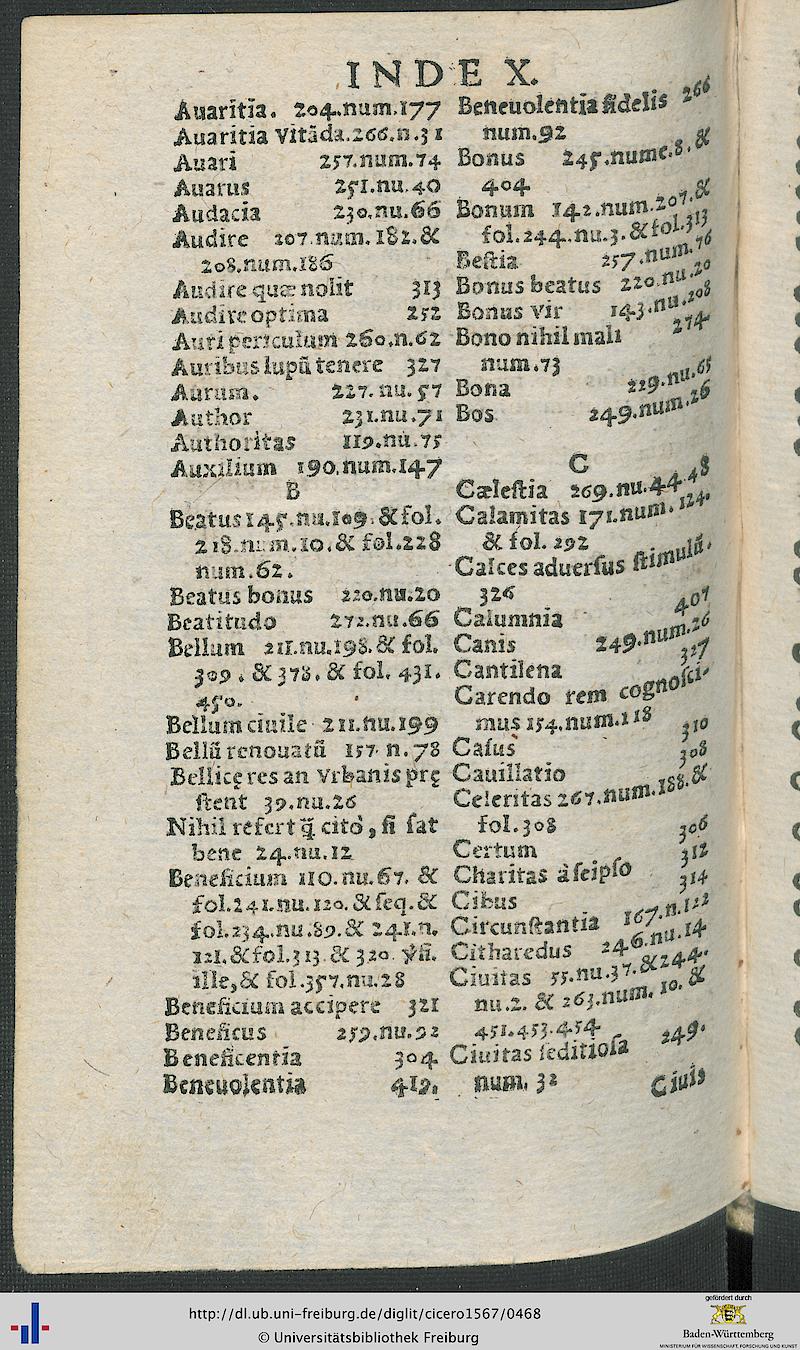 INDEX.
Auaritia. 204.num.177
Auaritia vitāda.266.n.31
Auari 257.num.74
Auarus 251.nu.40
Audacia 230.nu.66
Audire 207.num.182.&
208.num.186
Audire quæ nolit 313
Audire optima 252
Auri periculum 260.n.62
Auribus lupū tenere 327
Aurum. 227.nu.57
Author 231.nu.71
Authoritas 119.nu.75
Auxilium 190.num.147
B
Beatus 145.nu.109.&fol.
218.num.10.& fol.228
num.62.
Beatus bonus 220.nu.20
Beatitudo 272.nu.66
Bellum 211.nu.198.& fol.
309. & 378. & fol. 431.
450.
Bellum ciuile 211.nu.199
Bellū renouatū 157.n.78
Bellicę res an vrbanis prę
ſtent 39.nu.26
Nihil refert q̄ citò, ſi ſat
bene 24.nu.12
Beneficium 110.nu.67. &
fol.241.nu.120.&ſeq.&
fol.234.nu.89.& 241.n.
121.&fol.313.& 320.
ille,& fol.357.nu.28
Beneficium accipere 321
Beneficus 259.nu.92
Beneficentia 304
Beneuolentia 419.
Beneuolentia fidelis 266
num.92
Bonus 245.nume.8.&
404
Bonum 142.num.207.&
fol.244.nu.3.&fol.313
Beſtia 257.num.76
Bonus beatus 220.nu.20
Bonus vir 143.nu.208
Bono nihil mali 274.
num.73
Bona 229.nu.65
Bos 249.num.26
C
Cæleſtia 269.nu.44.48
Calamitas 171.num.124.
& fol. 292
Calces aduerſus ſtimulū.
326
Calumnia 407
Canis 249.num.26
Cantilena 327
Carendo rem cognoſci-
mus 154.num.118
Caſus 310
Cauillatio 308
Celeritas 267.num.188.&
fol.308
Certum 306
Charitas à ſeipſo 312
Cibus 314
Circunſtantia 167.n.122
Citharedus 246.nu.14
Ciuitas 55.nu.37.&244.
nu.2. & 263.num. 10. &
451.453.454.
Ciuitas ſeditioſa 249.
num. 32
Ciuis
http://dl.ub.uni-freiburg.de/diglit/cicero1567/0468
© Universitätsbibliothek Freiburg
gefördert durch
Baden-Württemberg
MINISTERIUM FÜR WISSENSCHAFT, FORSCHUNG UND KUNST